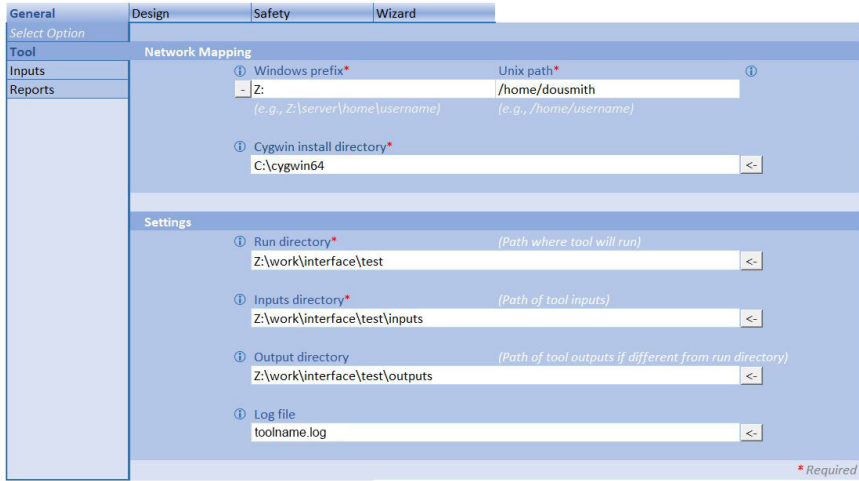 General Design Safety Wizard
Select Option
Tool Network Mapping
Inputs Windows prefix* Unix path*
Reports - Z: /home/dousmith
(e.g., Z:\server\home\username) (e.g., /home/username)
Cygwin install directory*
C:\cygwin64 <-
Settings
Run directory* (Path where tool will run)
Z:\work\interface\test <-
Inputs directory* (Path of tool inputs)
Z:\work\interface\test\inputs <-
Output directory (Path of tool outputs if different from run directory)
Z:\work\interface\test\outputs <-
Log file
toolname.log <-
* Required